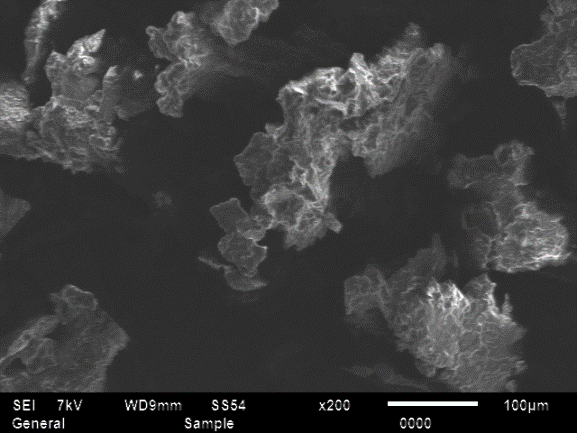 SEI 7kV WD9mm SS54 x200 100µm
General Sample 0000